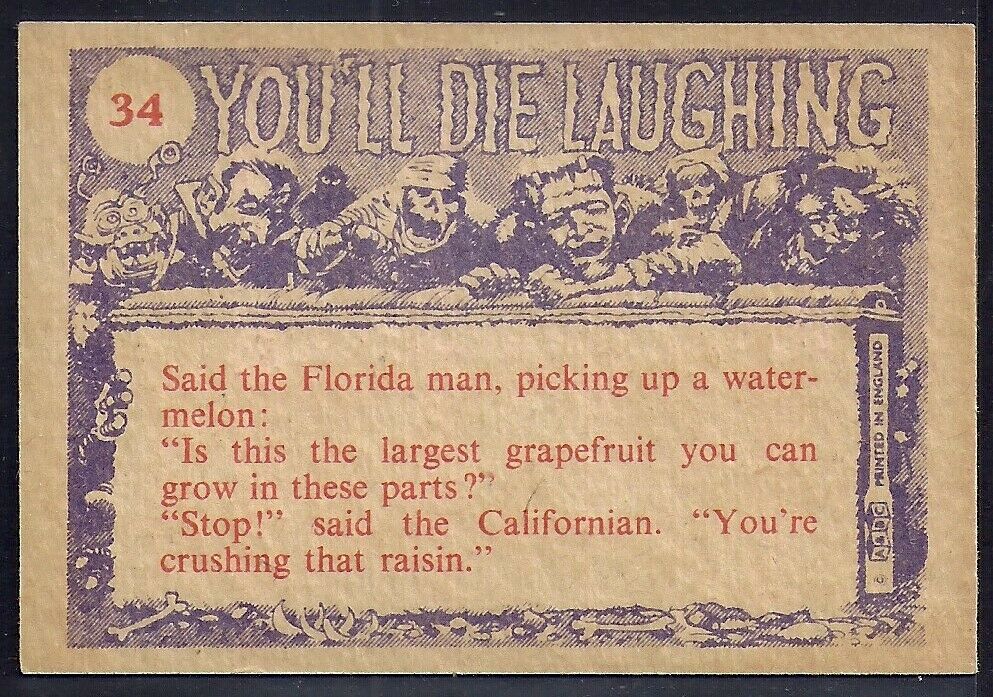 34
YOU'LL DIE LAUGHING
Said the Florida man, picking up a water-
melon:
“Is this the largest grapefruit you can
grow in these parts?”
“Stop!” said the Californian. “You're
crushing that raisin.”
© A&BC PRINTED IN ENGLAND